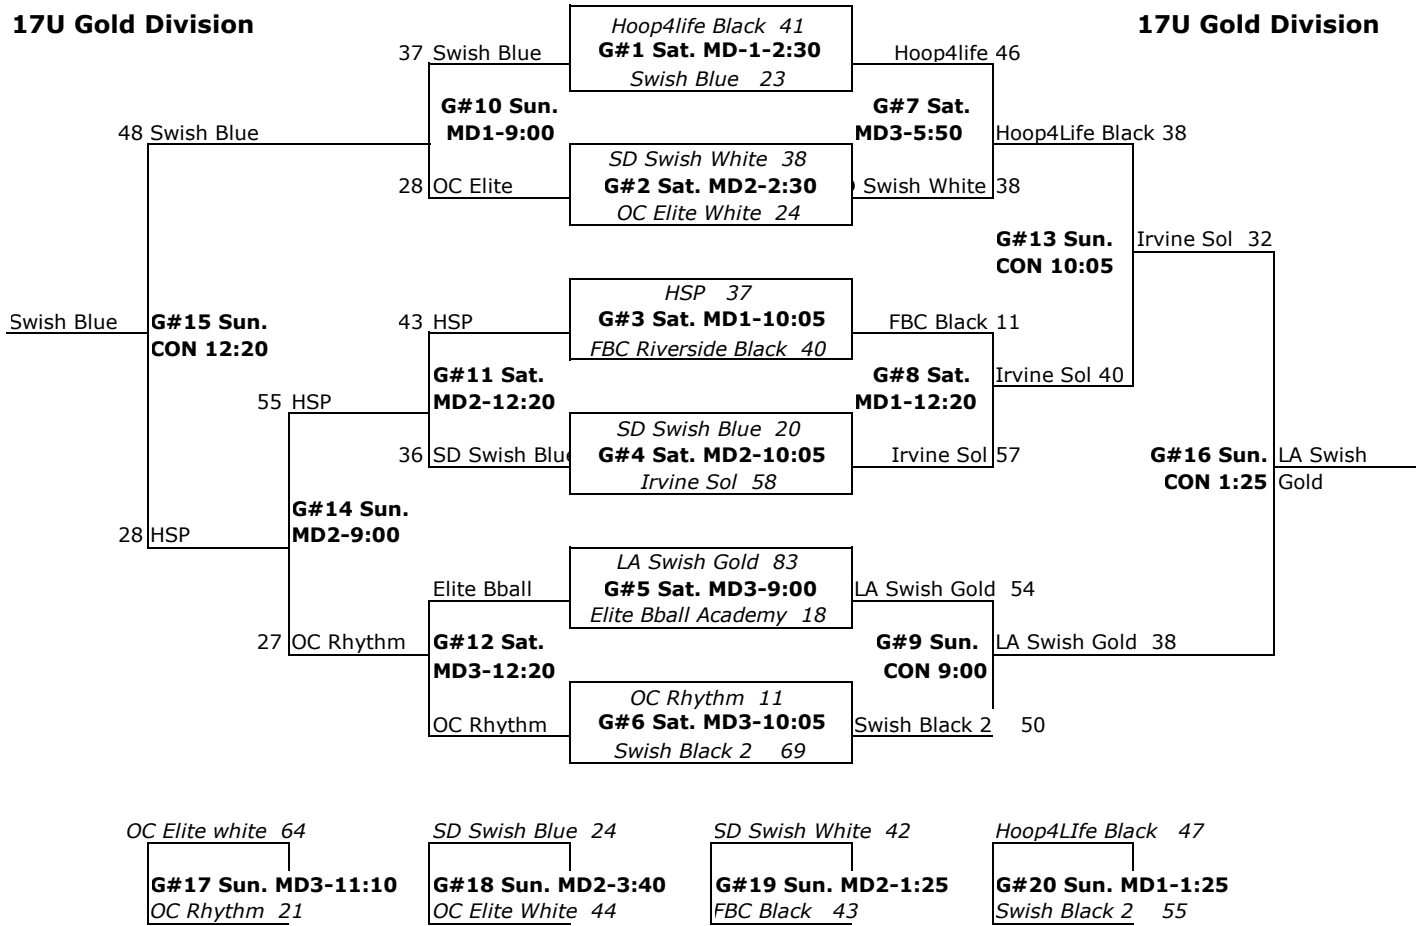 17U Gold Division
17U Gold Division
Hoop4life Black 41
G#1 Sat. MD-1-2:30
Swish Blue 23
37 Swish Blue
Hoop4life 46
G#10 Sun.
MD1-9:00
G#7 Sat.
MD3-5:50
48 Swish Blue
Hoop4Life Black 38
SD Swish White 38
G#2 Sat. MD2-2:30
OC Elite White 24
28 OC Elite
Swish White 38
G#13 Sun.
CON 10:05
Irvine Sol 32
HSP 37
G#3 Sat. MD1-10:05
FBC Riverside Black 40
Swish Blue
G#15 Sun.
CON 12:20
43 HSP
FBC Black 11
G#11 Sat.
MD2-12:20
G#8 Sat.
MD1-12:20
Irvine Sol 40
55 HSP
SD Swish Blue 20
G#4 Sat. MD2-10:05
Irvine Sol 58
36 SD Swish Blue
Irvine Sol 57
G#16 Sun.
CON 1:25
LA Swish
Gold
G#14 Sun.
MD2-9:00
28 HSP
LA Swish Gold 83
G#5 Sat. MD3-9:00
Elite Bball Academy 18
Elite Bball
LA Swish Gold 54
27 OC Rhythm
G#12 Sat.
MD3-12:20
G#9 Sun.
CON 9:00
LA Swish Gold 38
OC Rhythm 11
G#6 Sat. MD3-10:05
Swish Black 2 69
OC Rhythm
Swish Black 2 50
OC Elite white 64
G#17 Sun. MD3-11:10
OC Rhythm 21
SD Swish Blue 24
G#18 Sun. MD2-3:40
OC Elite White 44
SD Swish White 42
G#19 Sun. MD2-1:25
FBC Black 43
Hoop4LIfe Black 47
G#20 Sun. MD1-1:25
Swish Black 2 55